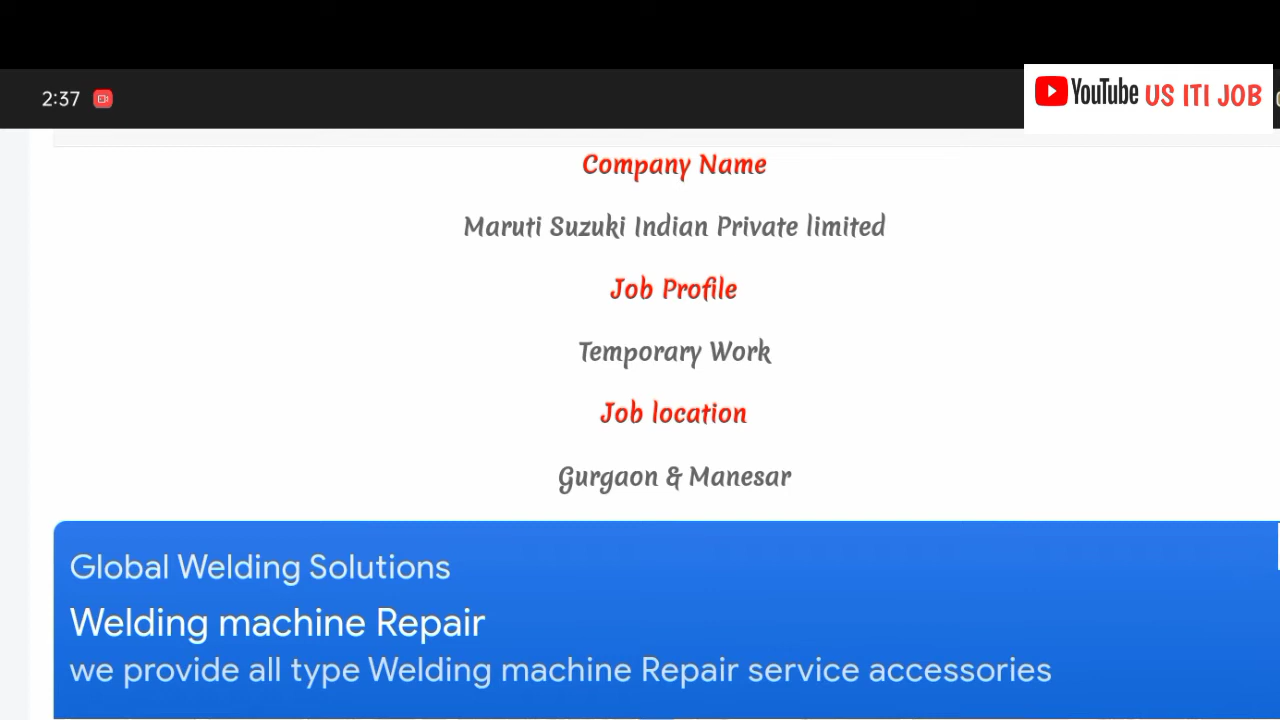 2:37
YouTube US ITI JOB
Company Name
Maruti Suzuki Indian Private limited
Job Profile
Temporary Work
Job location
Gurgaon & Manesar
Global Welding Solutions
Welding machine Repair
we provide all type Welding machine Repair service accessories